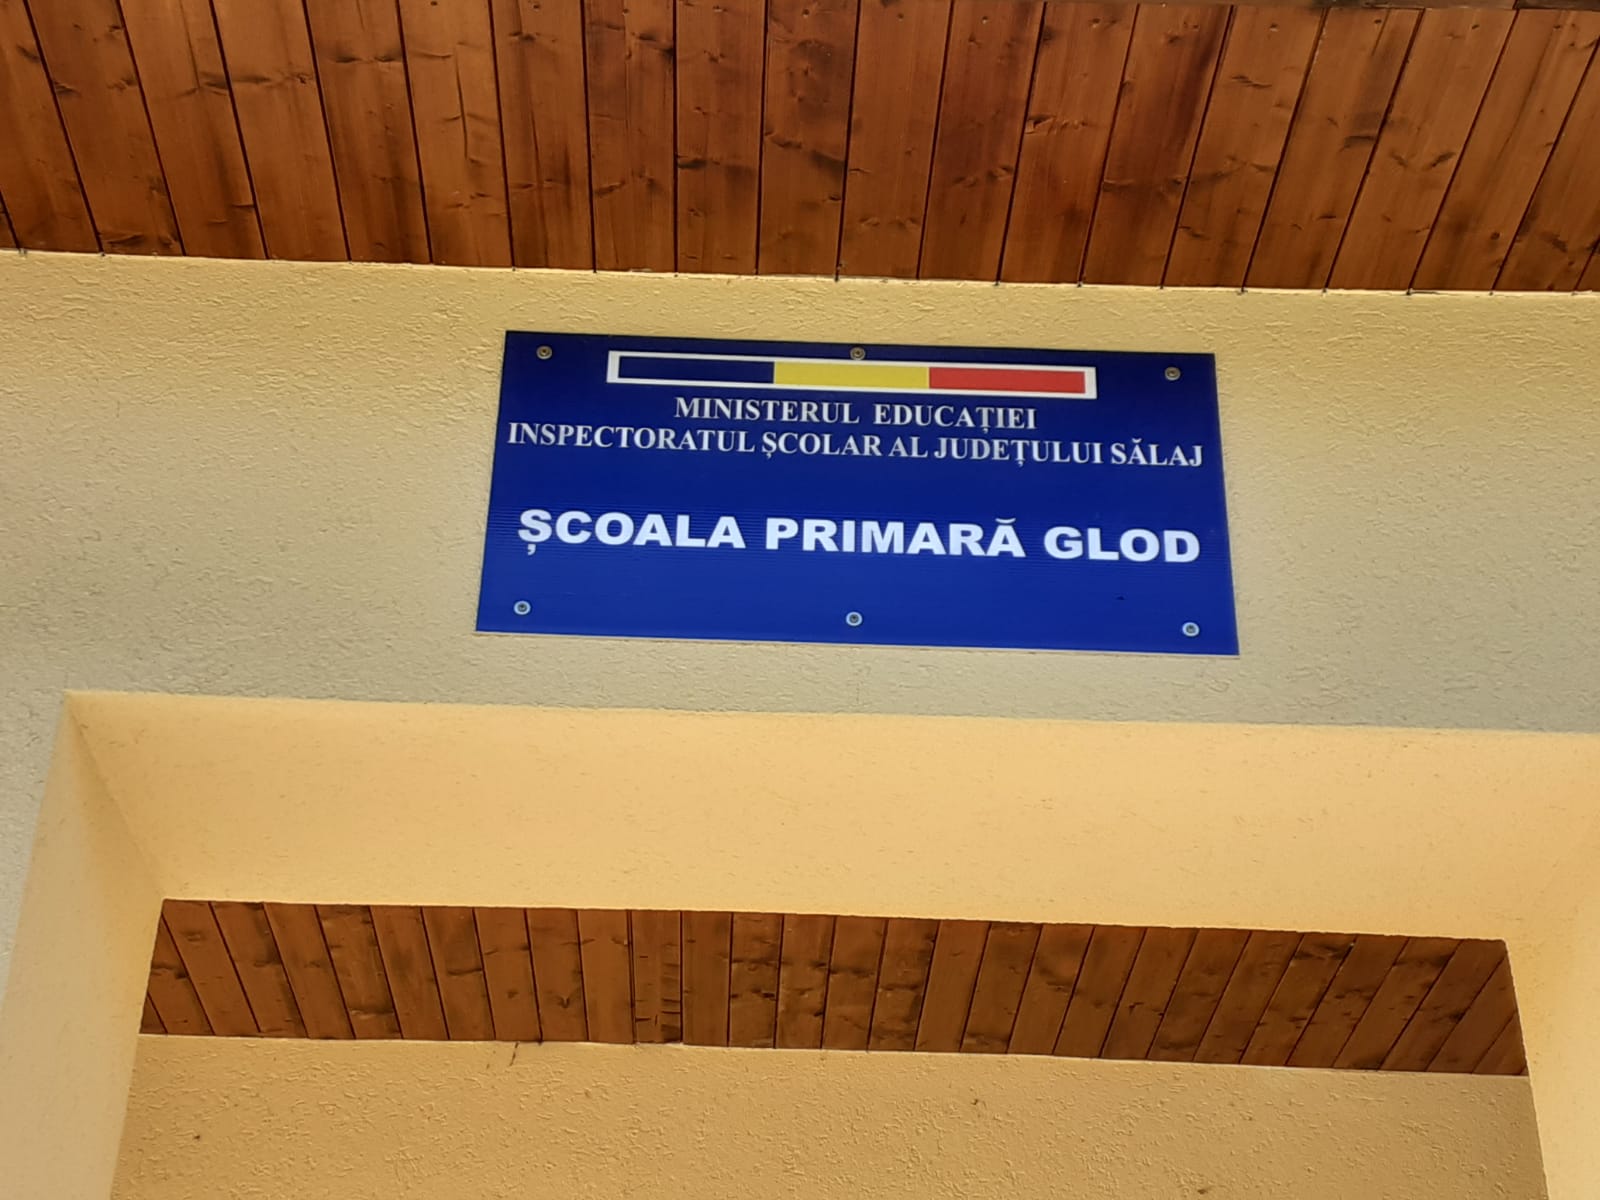 MINISTERUL EDUCAȚIEI
INSPECTORATUL ȘCOLAR AL JUDEȚULUI SĂLAJ
ȘCOALA PRIMARĂ GLOD